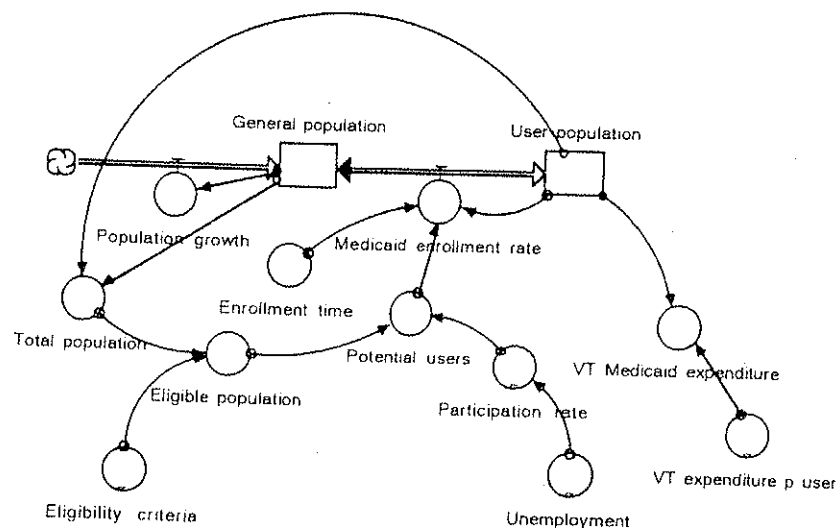 General population
User population
Population growth
Medicaid enrollment rate
Enrollment time
Total population
Potential users
VT Medicaid expenditure
Eligible population
Participation rate
VT expenditure p user
Eligibility criteria
Unemployment